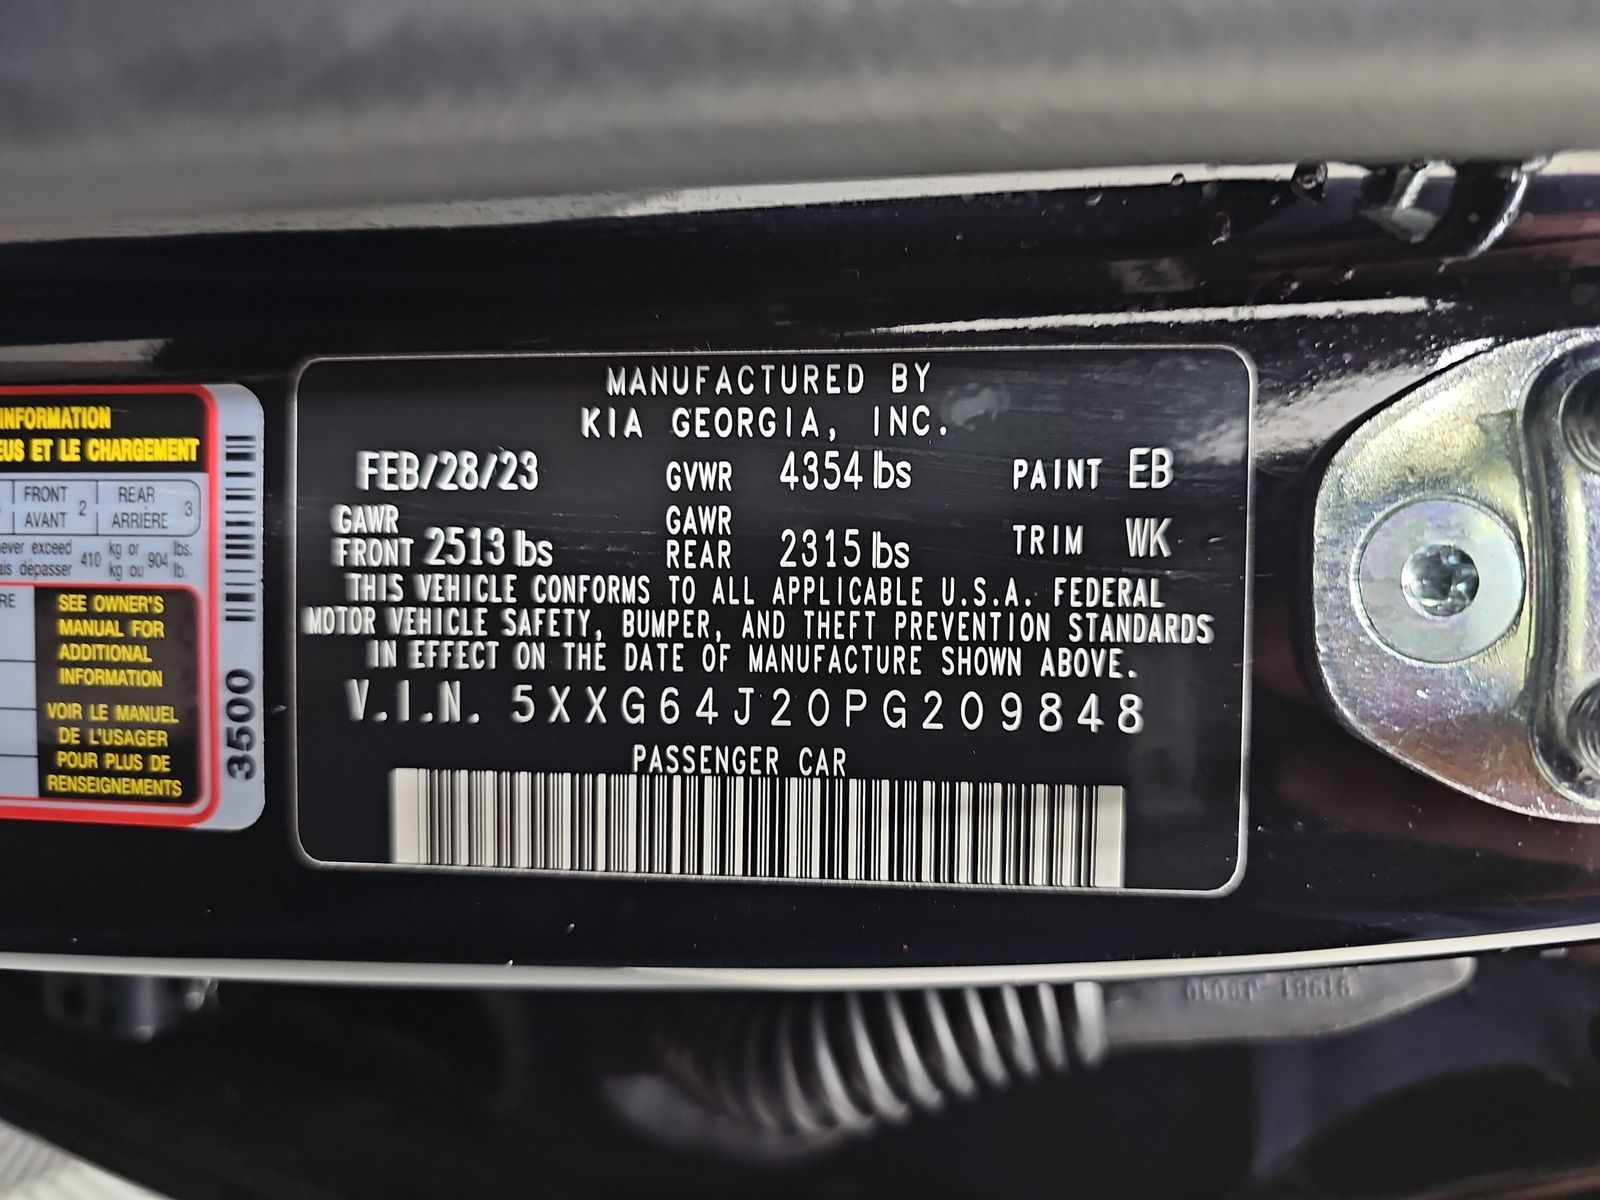 INFORMATION
EUS ET LE CHARGEMENT
FRONT 2 REAR 3
AVANT ARRIÈRE
never exceed 410 kg or 904 lbs.
ais dépasser kg ou lb.
RE
SEE OWNER'S
MANUAL FOR
ADDITIONAL
INFORMATION
VOIR LE MANUEL
DE L'USAGER
POUR PLUS DE
RENSEIGNEMENTS
3500
MANUFACTURED BY
KIA GEORGIA, INC.
FEB/28/23 GVWR 4354 lbs PAINT EB
GAWR GAWR
FRONT 2513 lbs REAR 2315 lbs TRIM WK
THIS VEHICLE CONFORMS TO ALL APPLICABLE U.S.A. FEDERAL
MOTOR VEHICLE SAFETY, BUMPER, AND THEFT PREVENTION STANDARDS
IN EFFECT ON THE DATE OF MANUFACTURE SHOWN ABOVE.
V.I.N. 5XXG64J20PG209848
PASSENGER CAR